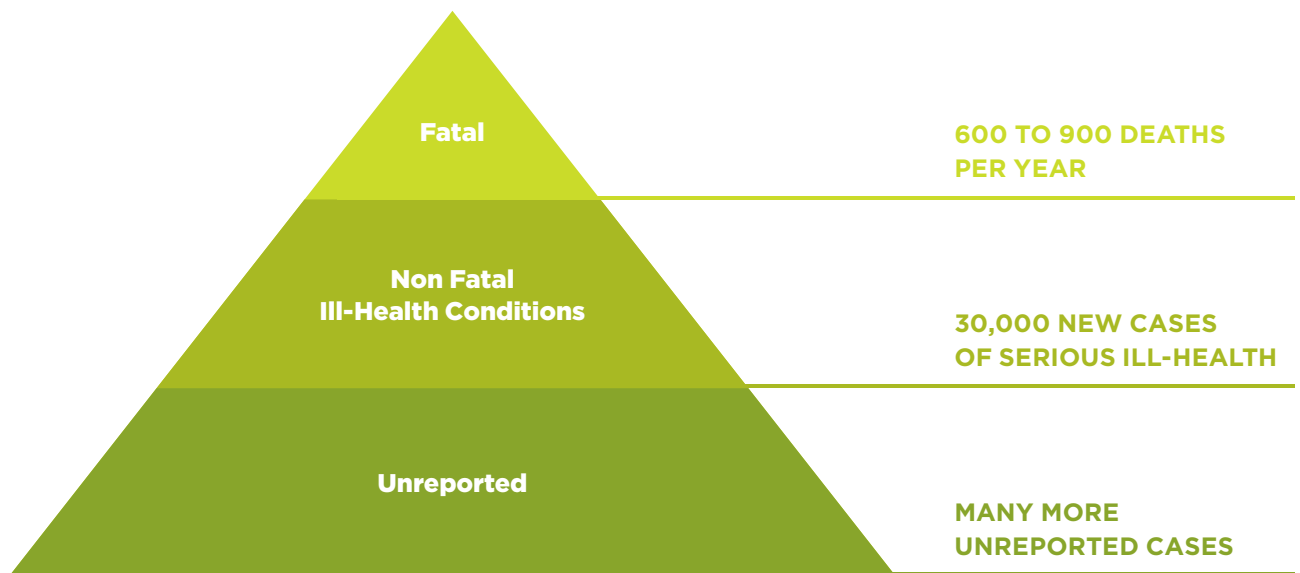 Fatal
600 TO 900 DEATHS
PER YEAR
Non Fatal
Ill-Health Conditions
30,000 NEW CASES
OF SERIOUS ILL-HEALTH
Unreported
MANY MORE
UNREPORTED CASES